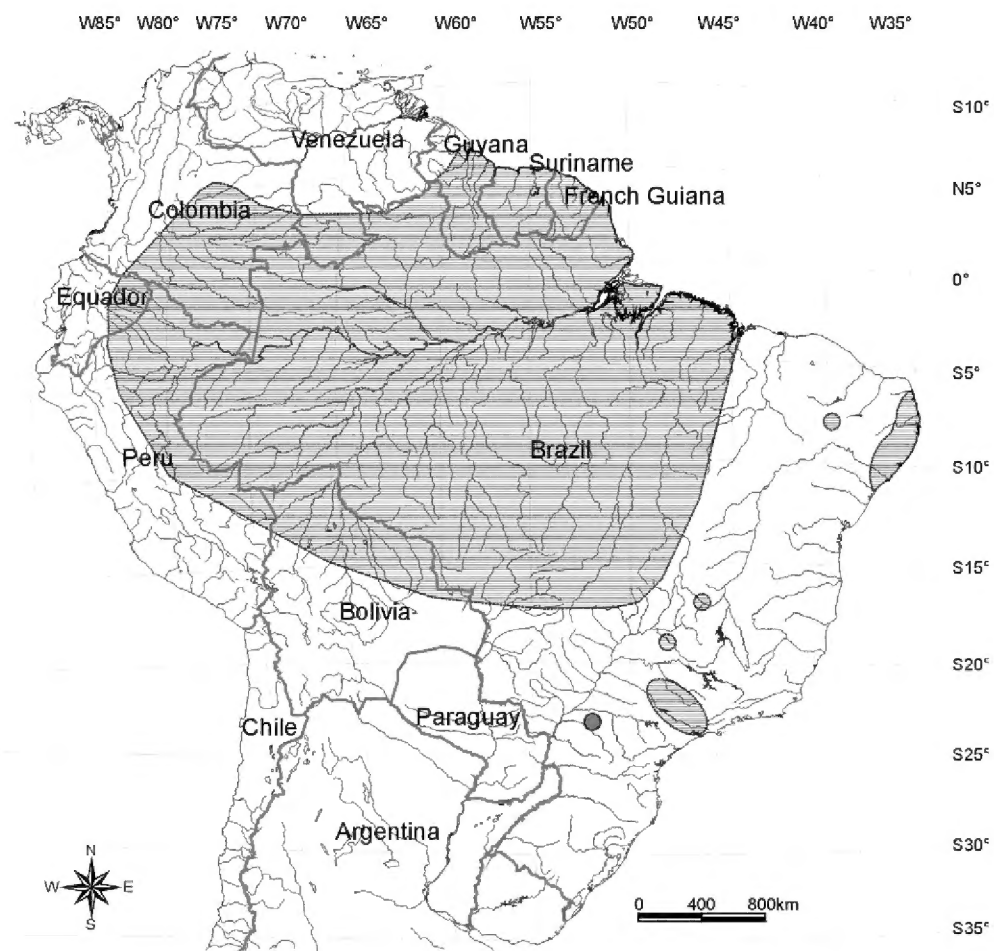 W85° W80° W75° W70° W65° W60° W55° W50° W45° W40° W35°
S10°
Venezuela
Guyana
Suriname
N5°
French Guiana
Colombia
0°
Equador
S5°
Brazil
Peru
S10°
S15°
Bolivia
S20°
Paraguay
Chile
S25°
Argentina
S30°
N
W E
S
0 400 800km
S35°